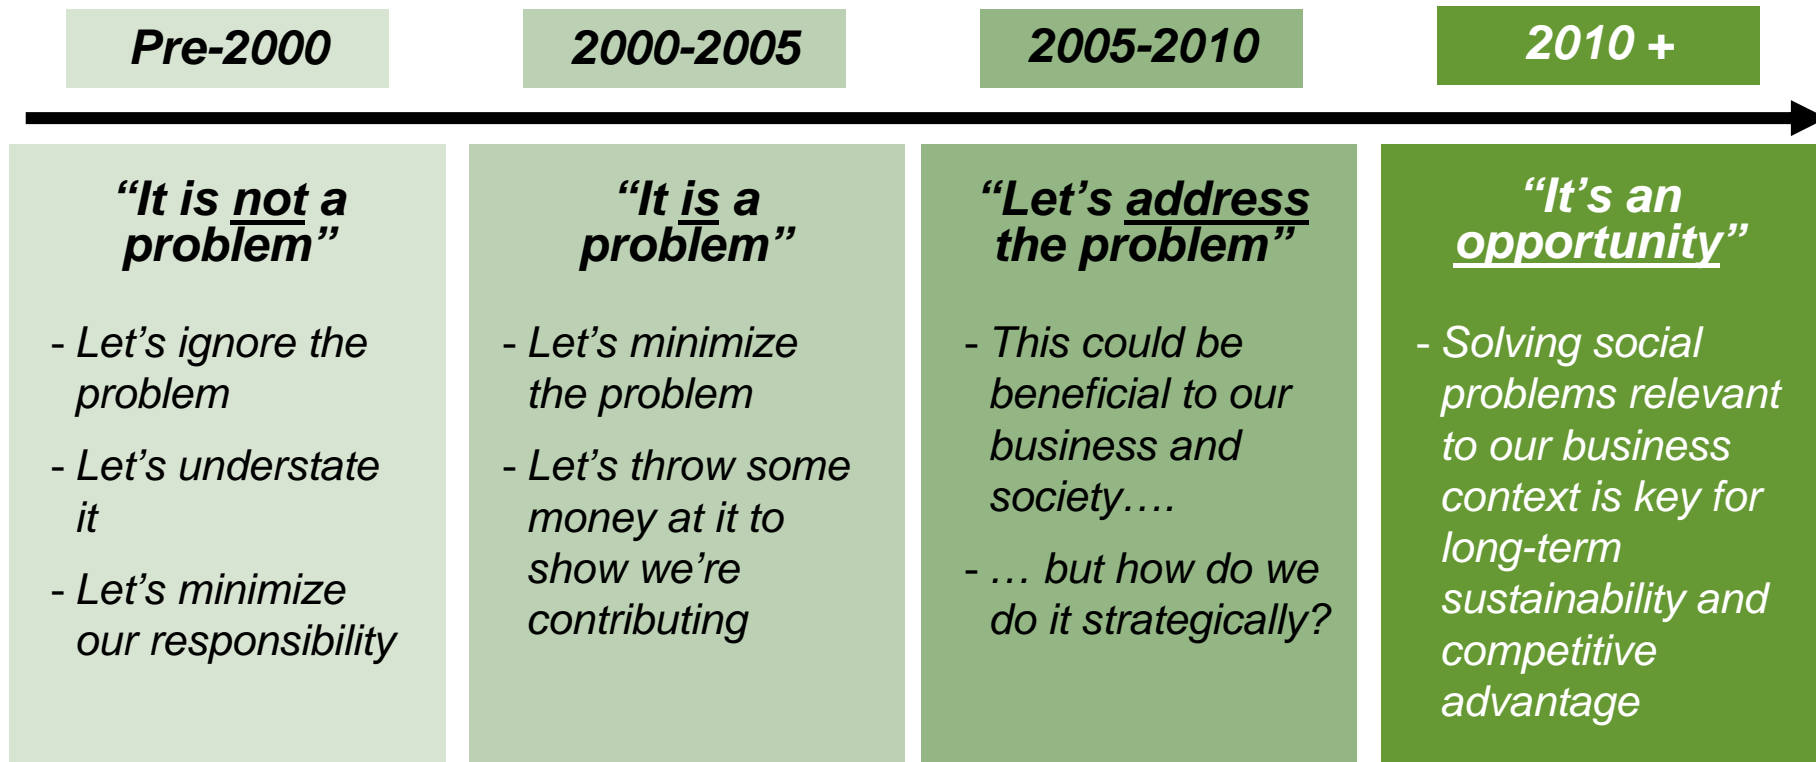 Pre-2000
2000-2005
2005-2010
2010 +
“It is not a
problem”
- Let’s ignore the
problem
- Let’s understate
it
- Let’s minimize
our responsibility
“It is a
problem”
- Let’s minimize
the problem
- Let’s throw some
money at it to
show we’re
contributing
“Let’s address
the problem”
- This could be
beneficial to our
business and
society….
- … but how do we
do it strategically?
“It’s an
opportunity”
- Solving social
problems relevant
to our business
context is key for
long-term
sustainability and
competitive
advantage